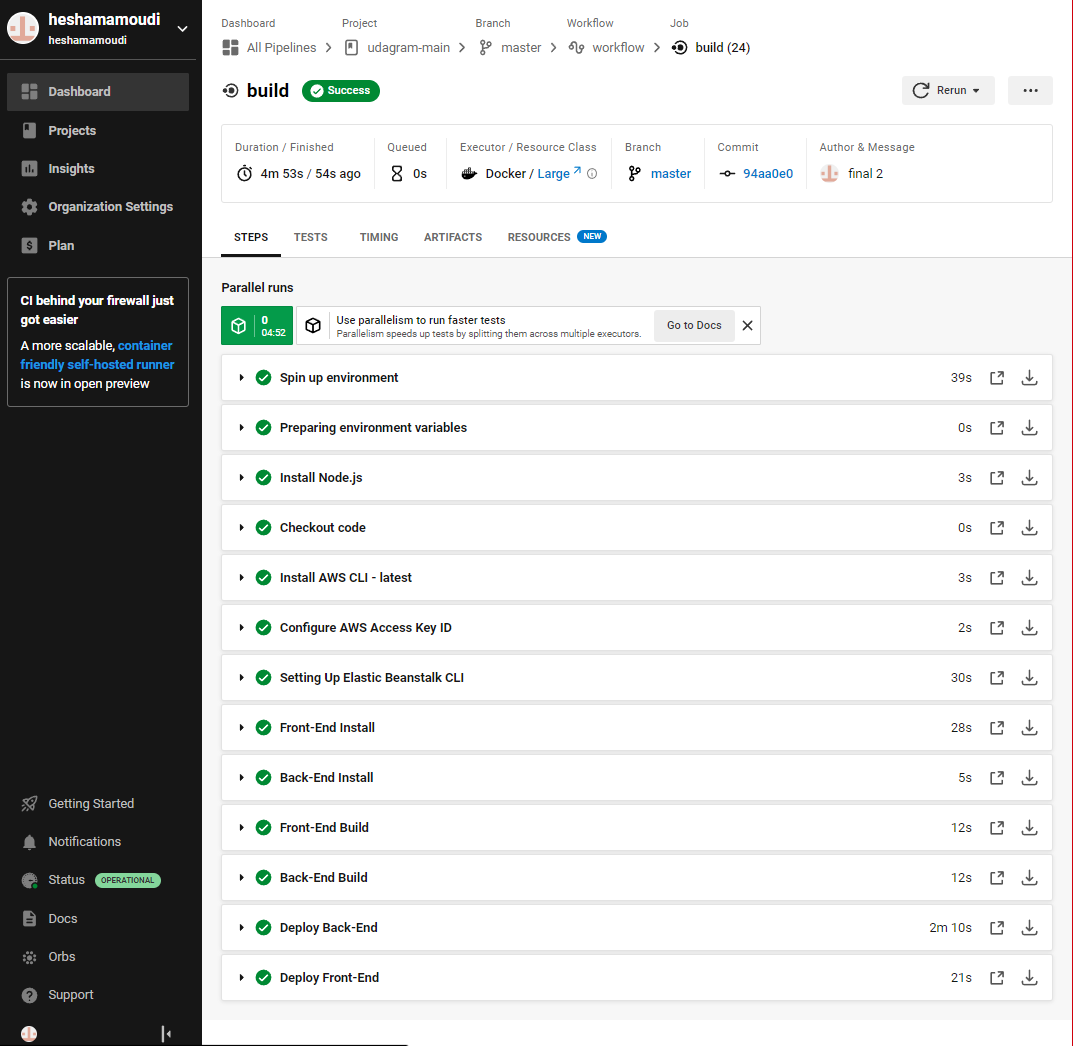 heshamamoudi
heshamamoudi
Dashboard
Projects
Insights
Organization Settings
$ Plan
CI behind your firewall just
got easier
A more scalable, container
friendly self-hosted runner
is now in open preview
Getting Started
Notifications
Status OPERATIONAL
Docs
Orbs
? Support
Dashboard Project Branch Workflow Job
All Pipelines udagram-main master workflow build (24)
build Success Rerun
Duration / Finished Queued Executor / Resource Class Branch Commit Author & Message
4m 53s / 54s ago 0s Docker / Large master 94aa0e0 final 2
STEPS TESTS TIMING ARTIFACTS RESOURCES NEW
Parallel runs
0
04:52
Use parallelism to run faster tests
Parallelism speeds up tests by splitting them across multiple executors.
Go to Docs
Spin up environment 39s
Preparing environment variables 0s
Install Node.js 3s
Checkout code 0s
Install AWS CLI - latest 3s
Configure AWS Access Key ID 2s
Setting Up Elastic Beanstalk CLI 30s
Front-End Install 28s
Back-End Install 5s
Front-End Build 12s
Back-End Build 12s
Deploy Back-End 2m 10s
Deploy Front-End 21s